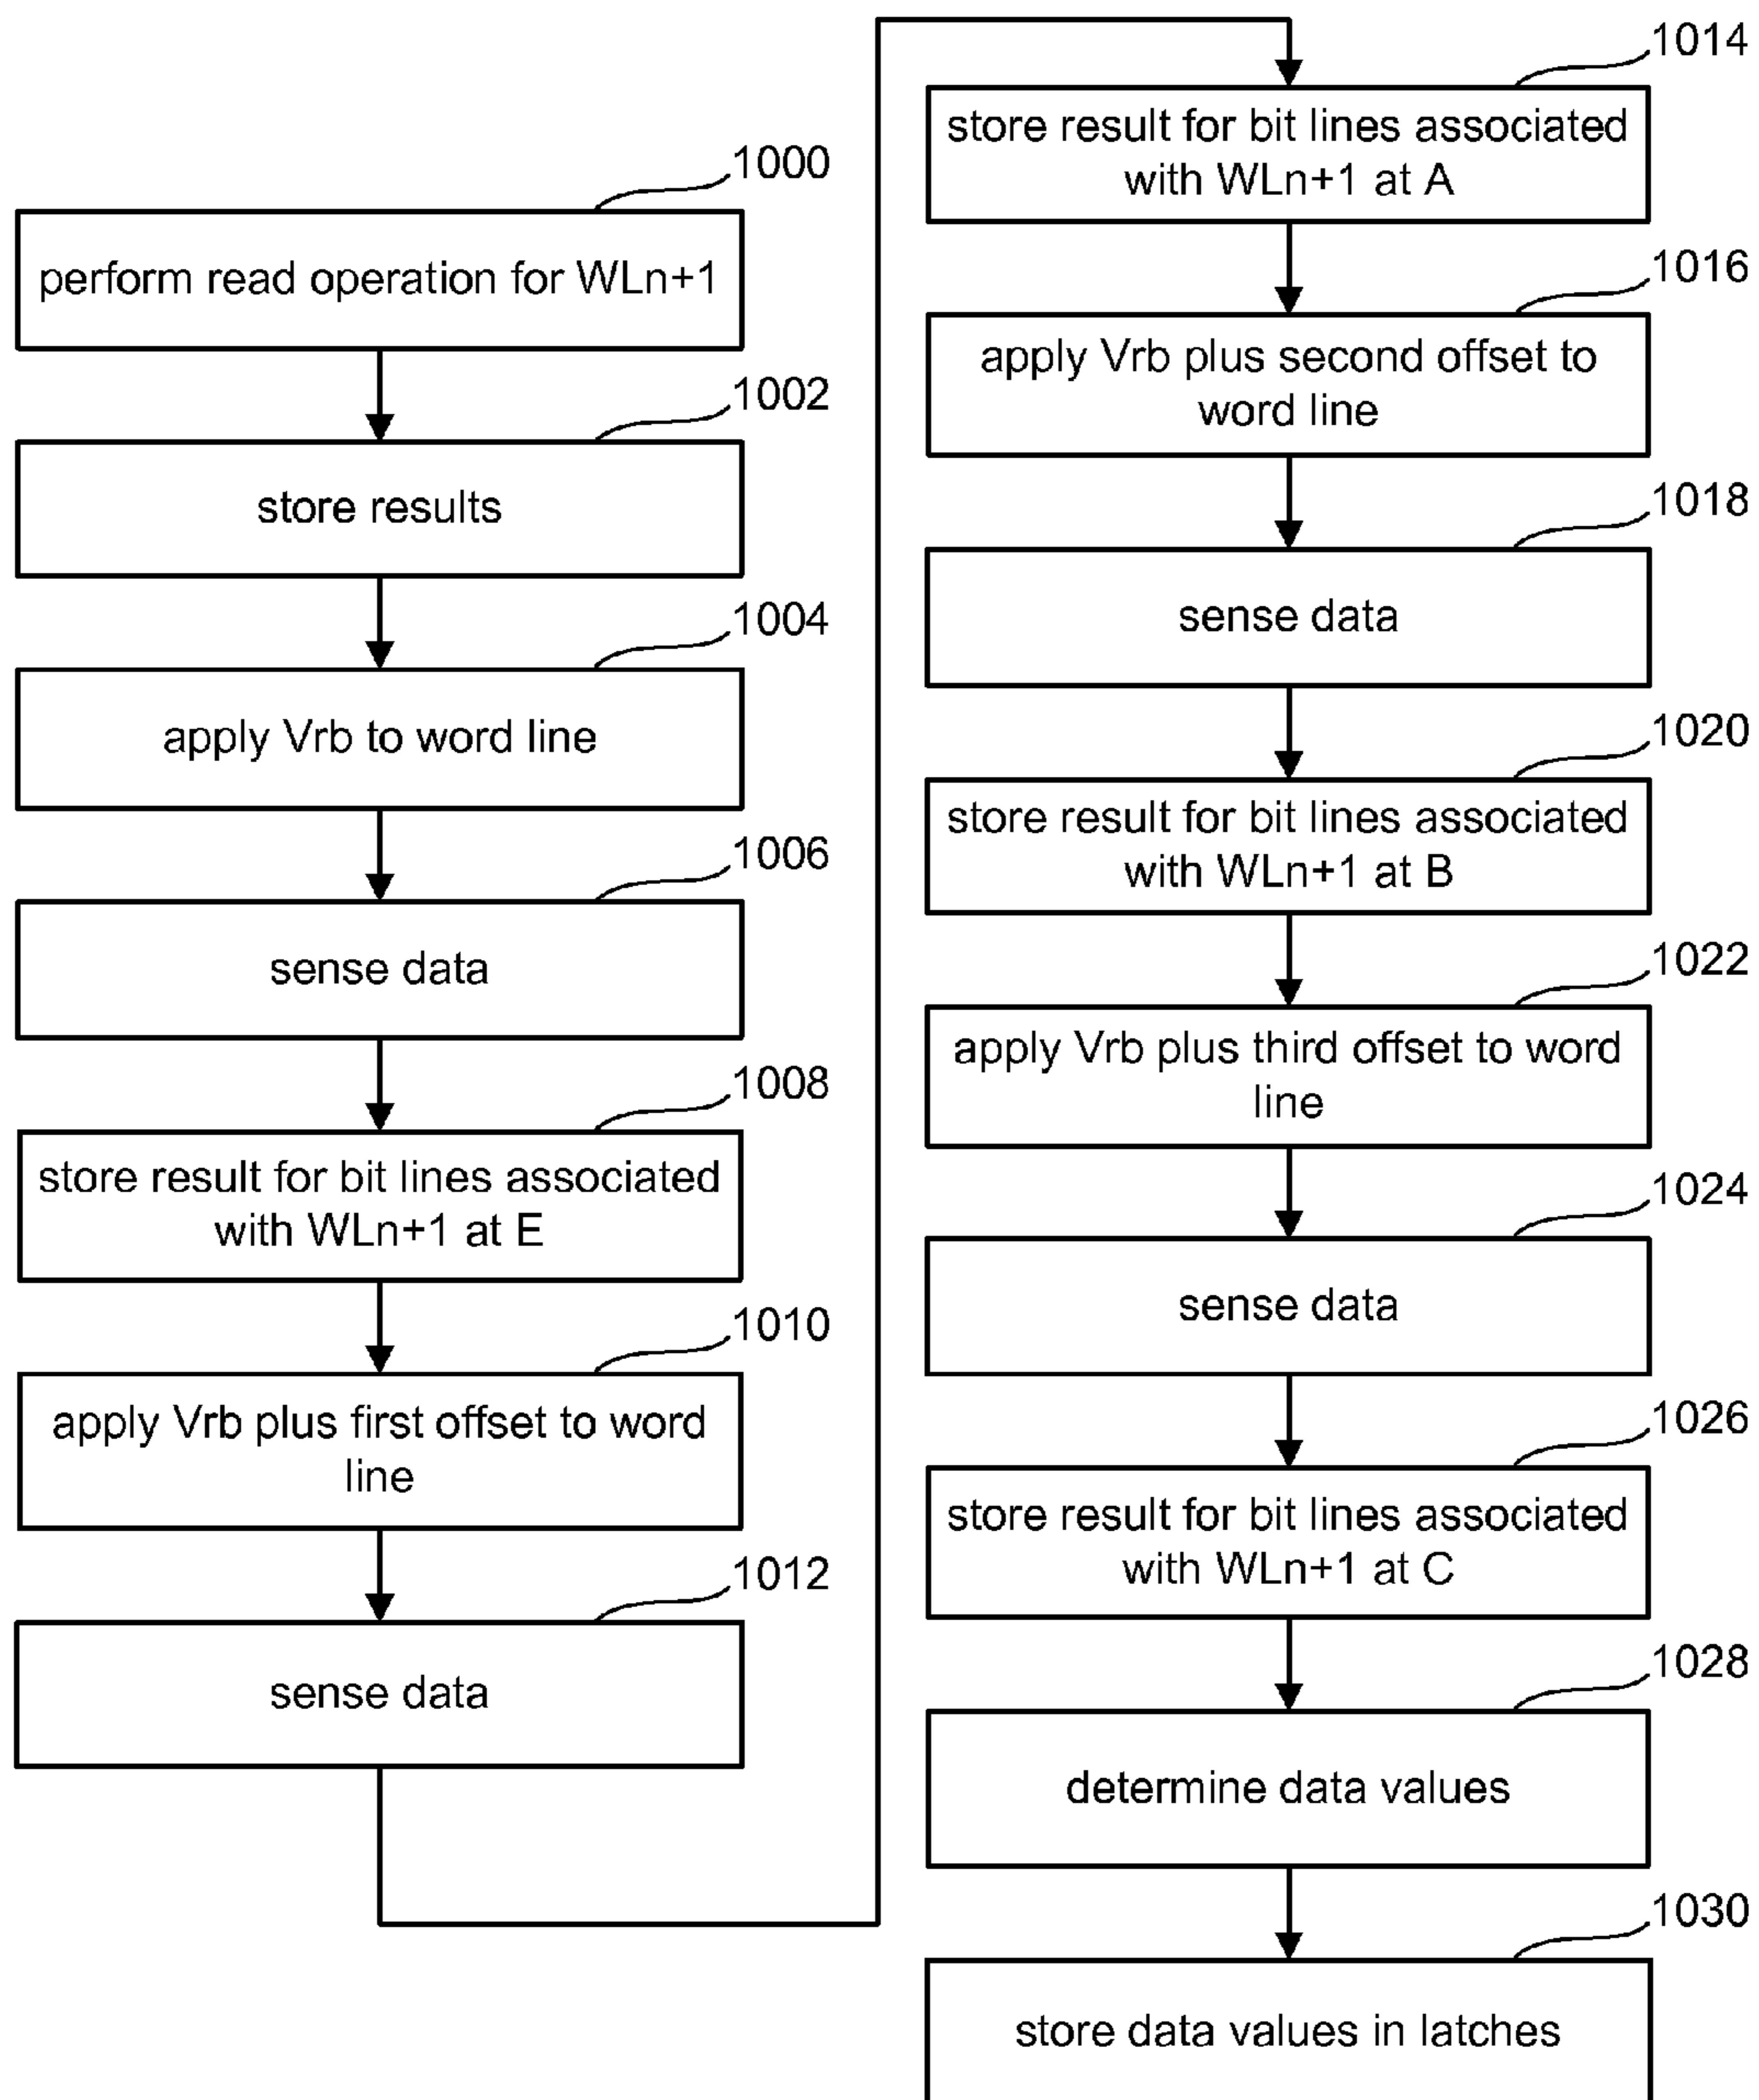 1000
perform read operation for WLn+1
1002
store results
1004
apply Vrb to word line
1006
sense data
1008
store result for bit lines associated
with WLn+1 at E
1010
apply Vrb plus first offset to word
line
1012
sense data
1014
store result for bit lines associated
with WLn+1 at A
1016
apply Vrb plus second offset to
word line
1018
sense data
1020
store result for bit lines associated
with WLn+1 at B
1022
apply Vrb plus third offset to word
line
1024
sense data
1026
store result for bit lines associated
with WLn+1 at C
1028
determine data values
1030
store data values in latches